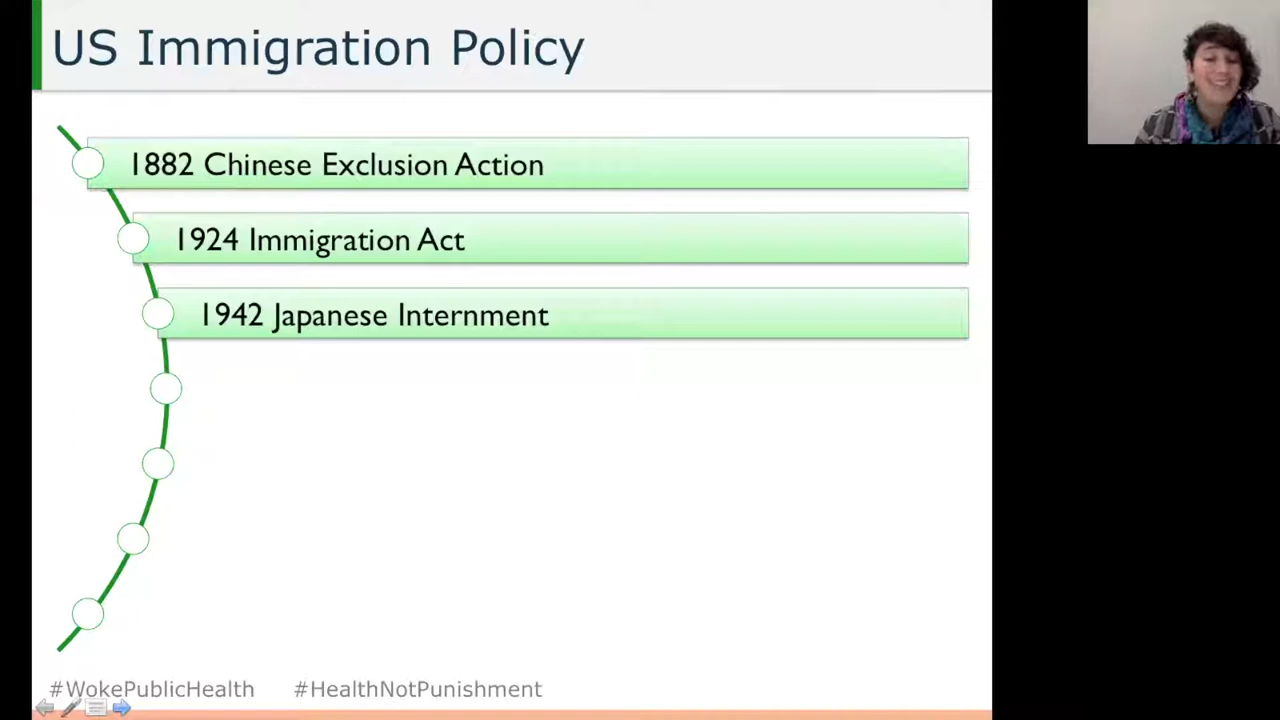 US Immigration Policy
1882 Chinese Exclusion Action
1924 Immigration Act
1942 Japanese Internment
#WokePublicHealth #HealthNotPunishment